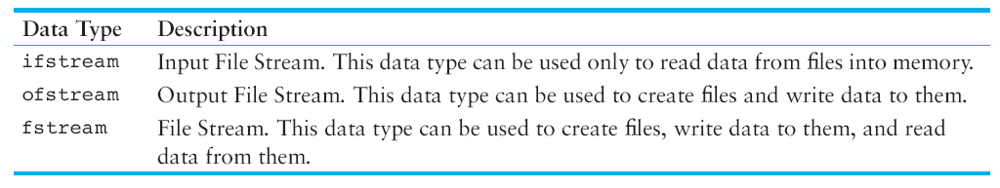 Data Type Description
ifstream Input File Stream. This data type can be used only to read data from files into memory.
ofstream Output File Stream. This data type can be used to create files and write data to them.
fstream File Stream. This data type can be used to create files, write data to them, and read
data from them.